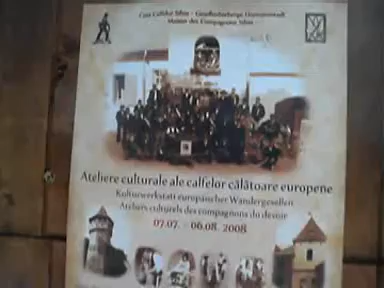 Casa Calfelor Sibiu - Gesellenherberge Hermannstadt
Maison des Compagnons Sibiu
Ateliere culturale ale calfelor călătoare europene
Kulturwerkstatt europäischer Wandergesellen
Ateliers culturels des compagnons du devoir
07.07. - 06.08. 2008